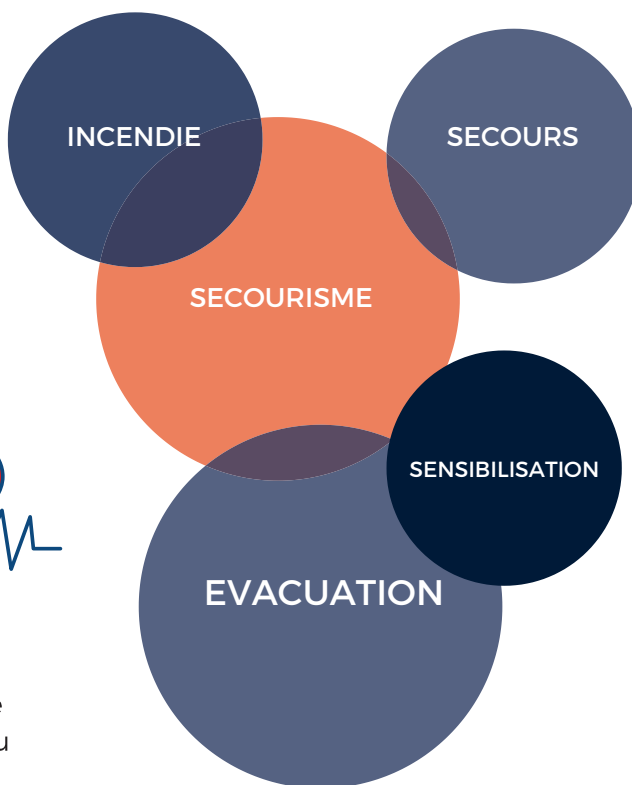 INCENDIE
SECOURS
SECOURISME
SENSIBILISATION
EVACUATION
u